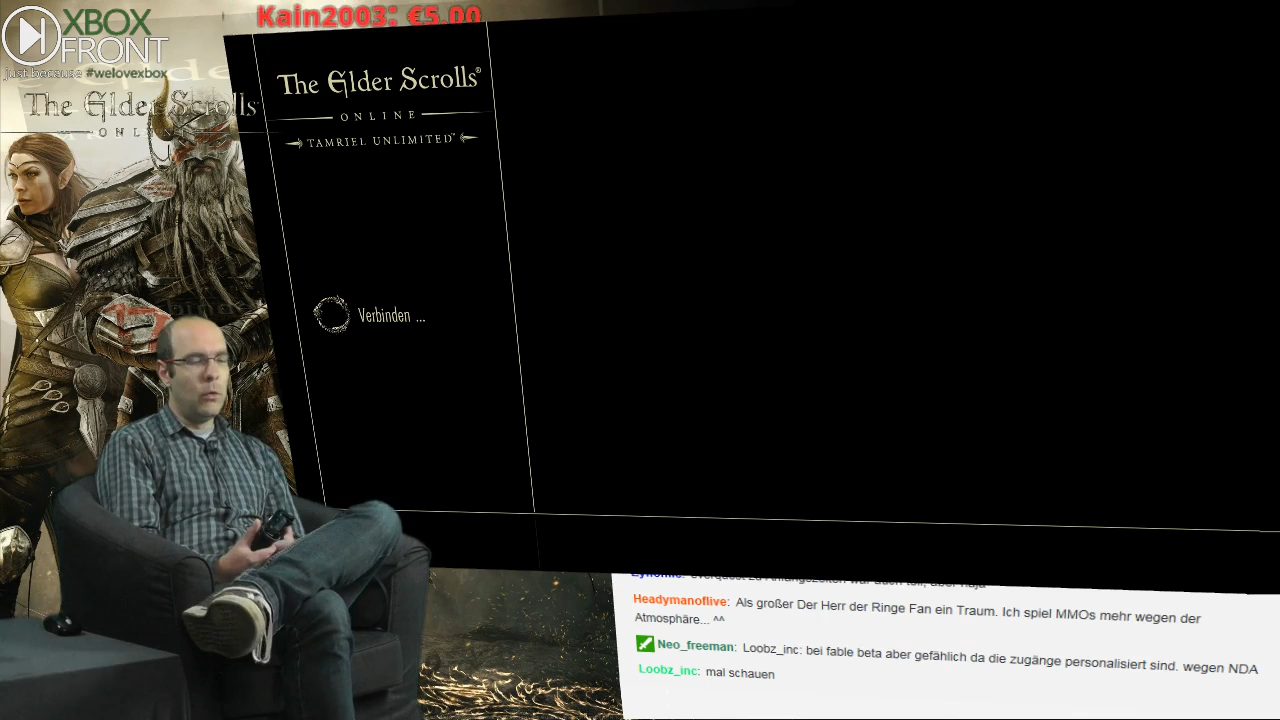 Kain2003: €5.00
XBOX
FRONT
just because #welovexbox
The Elder Scrolls
ONLINE
The Elder Scrolls®
ONLINE
TAMRIEL UNLIMITED™
Verbinden ...
Headymanoflive: Als großer Der Herr der Ringe Fan ein Traum. Ich spiel MMOs mehr wegen der
Atmosphäre... ^^
Neo_freeman: Loobz_inc: bei fable beta aber gefählich da die zugänge personalisiert sind. wegen NDA
Loobz_inc: mal schauen